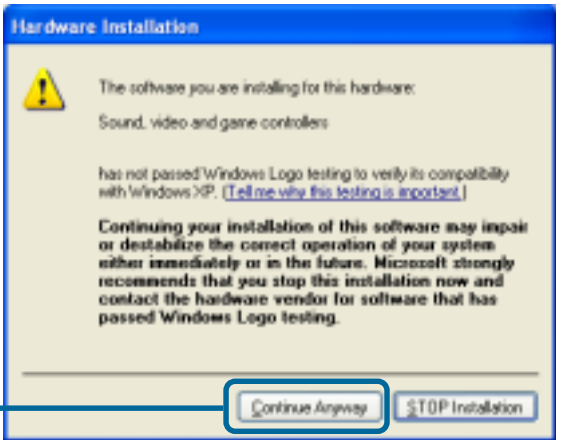 Hardware Installation
The software you are installing for this hardware:
Sound, video and game controllers
has not passed Windows Logo testing to verify its compatibility
with Windows XP. (Tell me why this testing is important.)
Continuing your installation of this software may impair
or destabilize the correct operation of your system
either immediately or in the future. Microsoft strongly
recommends that you stop this installation now and
contact the hardware vendor for software that has
passed Windows Logo testing.
Continue Anyway
STOP Installation